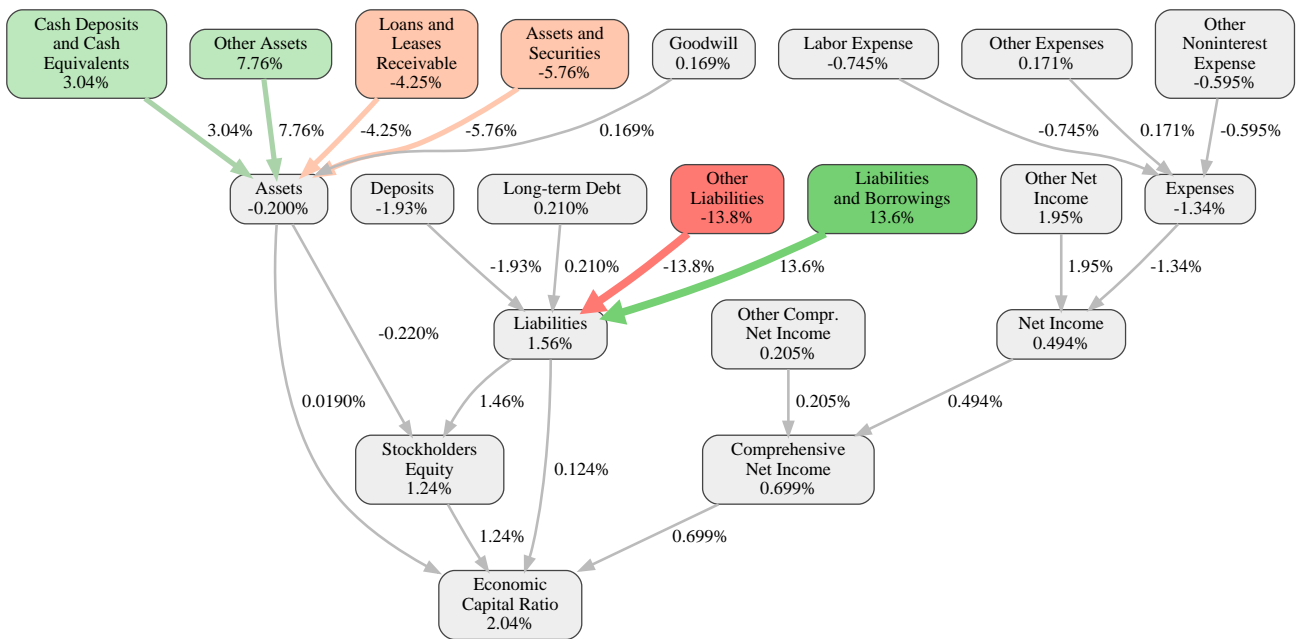 Cash Deposits
and Cash
Equivalents
3.04%
Other Assets
7.76%
Loans and
Leases
Receivable
-4.25%
Assets and
Securities
-5.76%
Goodwill
0.169%
Labor Expense
-0.745%
Other Expenses
0.171%
Other
Noninterest
Expense
-0.595%
3.04%
7.76%
-4.25%
-5.76%
0.169%
-0.745%
0.171%
-0.595%
Assets
-0.200%
Deposits
-1.93%
Long-term Debt
0.210%
Other
Liabilities
-13.8%
Liabilities
and Borrowings
13.6%
Other Net
Income
1.95%
Expenses
-1.34%
-1.93%
0.210%
-13.8%
13.6%
1.95%
-1.34%
Liabilities
1.56%
Other Compr.
Net Income
0.205%
Net Income
0.494%
-0.220%
0.0190%
1.46%
0.205%
0.494%
Stockholders
Equity
1.24%
0.124%
Comprehensive
Net Income
0.699%
1.24%
0.699%
Economic
Capital Ratio
2.04%